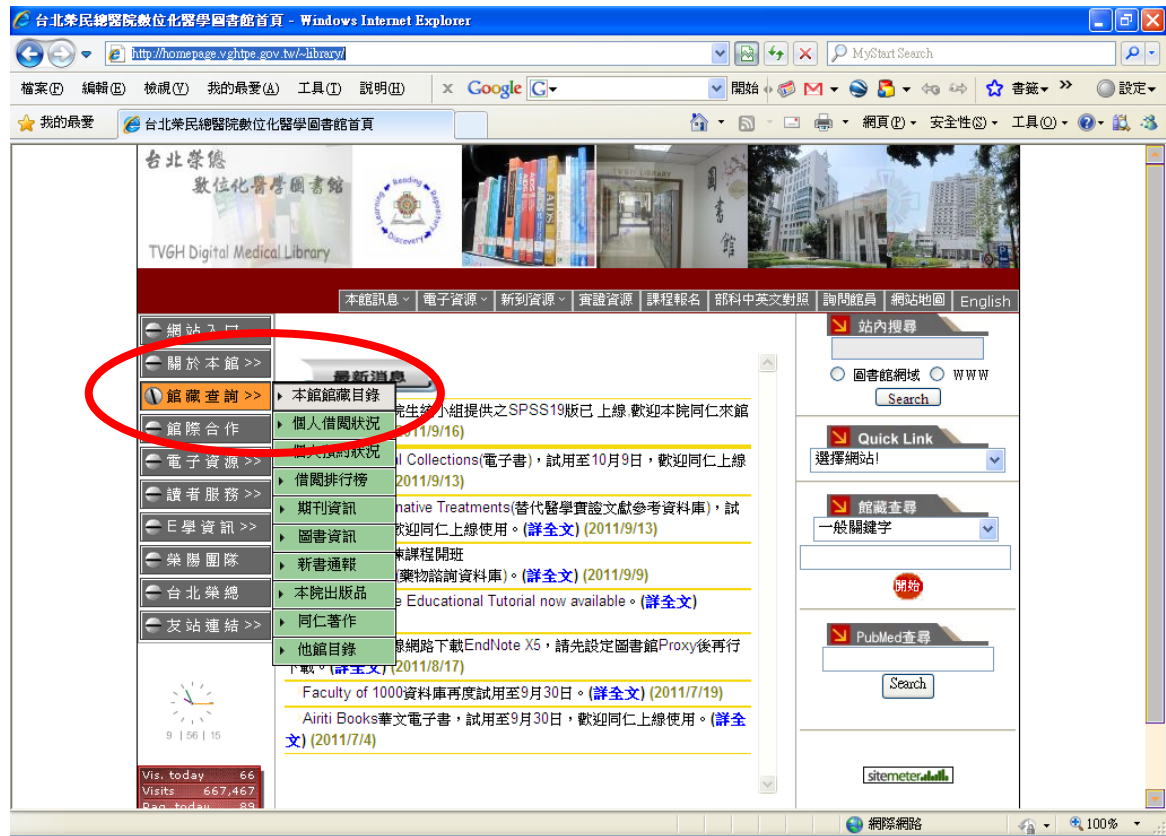 台北榮民總醫院數位化醫學圖書館首頁 - Windows Internet Explorer
http://homepage.vghtpe.gov.tw/~library/
MyStart Search
檔案(F) 編輯(E) 檢視(V) 我的最愛(A) 工具(T) 說明(H)
x Google G
開始
書籤
設定
我的最愛
台北榮民總醫院數位化醫學圖書館首頁
網頁(P) 安全性(S) 工具(O)
台北榮總
數位化醫學圖書館
TVGH Digital Medical Library
Learning Reading Repository Discovery
AIDS
圖書館
本館訊息 電子資源 新到資源 實證資源 課程報名 部科中英文對照 詢問館員 網站地圖 English
網站入口
關於本館 >>
館藏查詢 >>
館際合作
電子資源 >>
讀者服務 >>
E學資訊 >>
榮陽團隊
台北榮總
友站連結 >>
本館館藏目錄
個人借閱狀況
個人預約狀況
借閱排行榜
期刊資訊
圖書資訊
新書通報
本院出版品
同仁著作
他館目錄
最新消息
生統小組提供之SPSS19版已 上線.歡迎本院同仁來館
2011/9/16)
l Collections(電子書)，試用至10月9日，歡迎同仁上線
2011/9/13)
native Treatments(替代醫學實證文獻參考資料庫)，試
歡迎同仁上線使用。(詳全文) (2011/9/13)
課程開班
(藥物諮詢資料庫)。(詳全文) (2011/9/9)
e Educational Tutorial now available。(詳全文)
網路下載EndNote X5，請先設定圖書館Proxy後再行
下載。(詳全文) (2011/8/17)
Faculty of 1000資料庫再度試用至9月30日。(詳全文) (2011/7/19)
Airiti Books華文電子書，試用至9月30日，歡迎同仁上線使用。(詳全
文) (2011/7/4)
站內搜尋
圖書館網域 WWW
Search
Quick Link
選擇網站!
館藏查尋
一般關鍵字
開始
PubMed查尋
Search
sitemeter
9 | 56 | 15
Vis. today 66
Visits 667,467
Pag. today 89
網際網路
100%